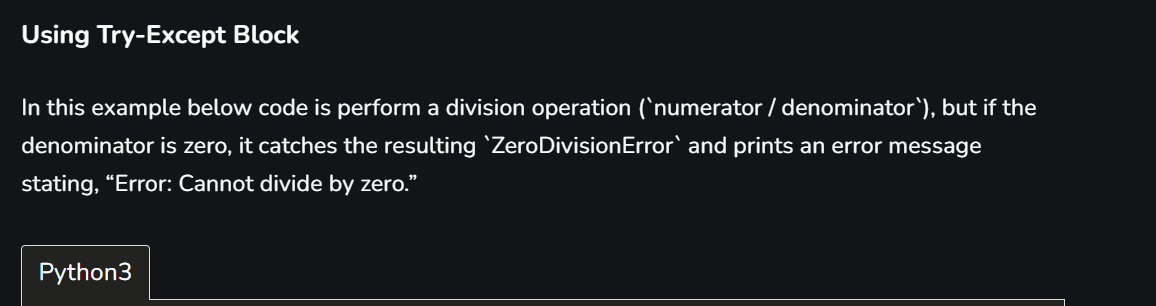 Using Try-Except Block
In this example below code is perform a division operation (`numerator / denominator`), but if the
denominator is zero, it catches the resulting `ZeroDivisionError` and prints an error message
stating, “Error: Cannot divide by zero.”
Python3